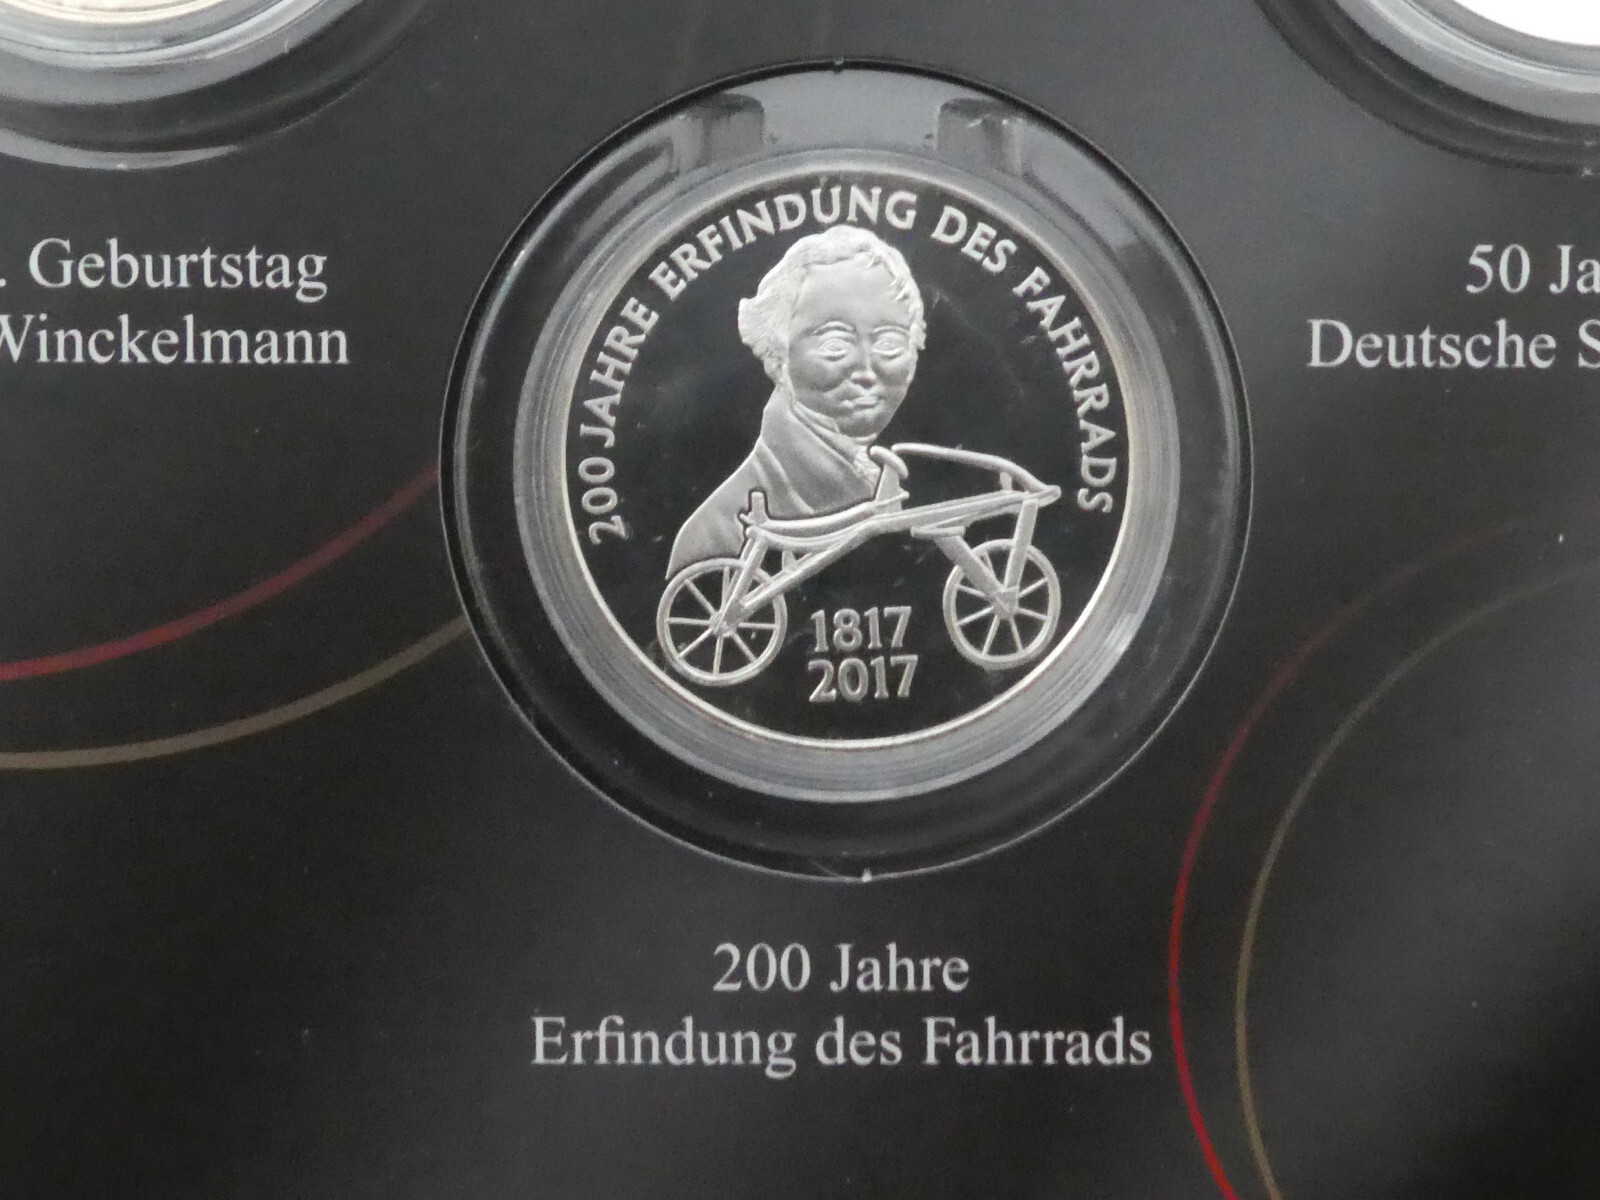 . Geburtstag
Winckelmann
200 JAHRE ERFINDUNG DES FAHRRADS
1817
2017
50 Ja
Deutsche S
200 Jahre
Erfindung des Fahrrads